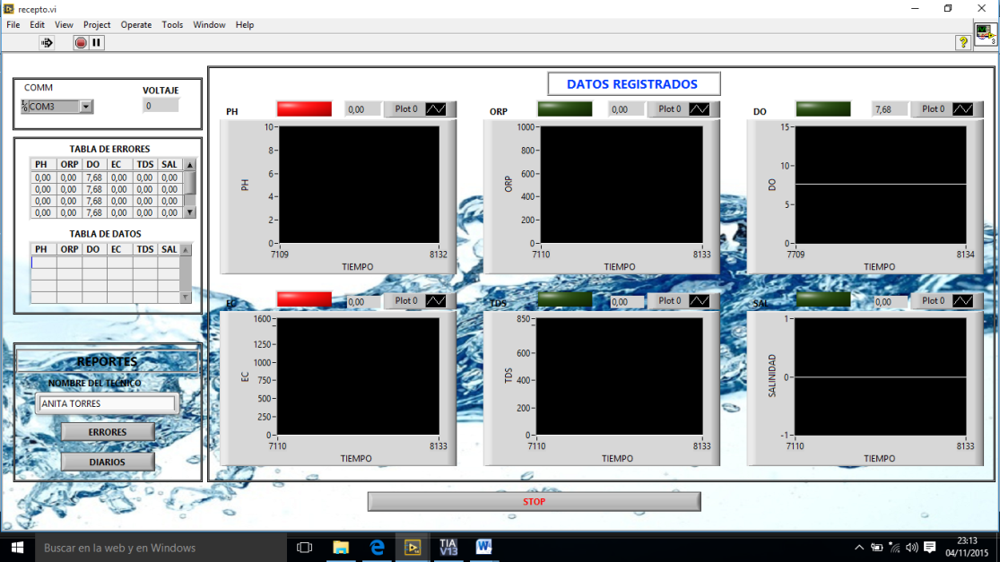 recepto.vi
File Edit View Project Operate Tools Window Help
3
COMM
COM3
VOLTAJE
0
TABLA DE ERRORES
PH ORP DO EC TDS SAL
0,00 0,00 7,68 0,00 0,00 0,00
0,00 0,00 7,68 0,00 0,00 0,00
0,00 0,00 7,68 0,00 0,00 0,00
0,00 0,00 7,68 0,00 0,00 0,00
TABLA DE DATOS
PH ORP DO EC TDS SAL
REPORTES
NOMBRE DEL TECNICO
ANITA TORRES
ERRORES
DIARIOS
DATOS REGISTRADOS
PH 0,00 Plot 0
10
8
6
4
2
0
PH
7109 8132
TIEMPO
ORP 0,00 Plot 0
1000
800
600
400
200
0
ORP
7110 8133
TIEMPO
DO 7,68 Plot 0
15
10
5
0
DO
7709 8134
TIEMPO
EC 0,00 Plot 0
1600
1250
1000
750
500
250
0
EC
7110 8133
TIEMPO
TDS 0,00 Plot 0
850
600
400
200
0
TDS
7110 8133
TIEMPO
SAL 0,00 Plot 0
1
0
-1
SALINIDAD
7110 8133
TIEMPO
STOP
Buscar en la web y en Windows
TIA
V13
23:13
04/11/2015